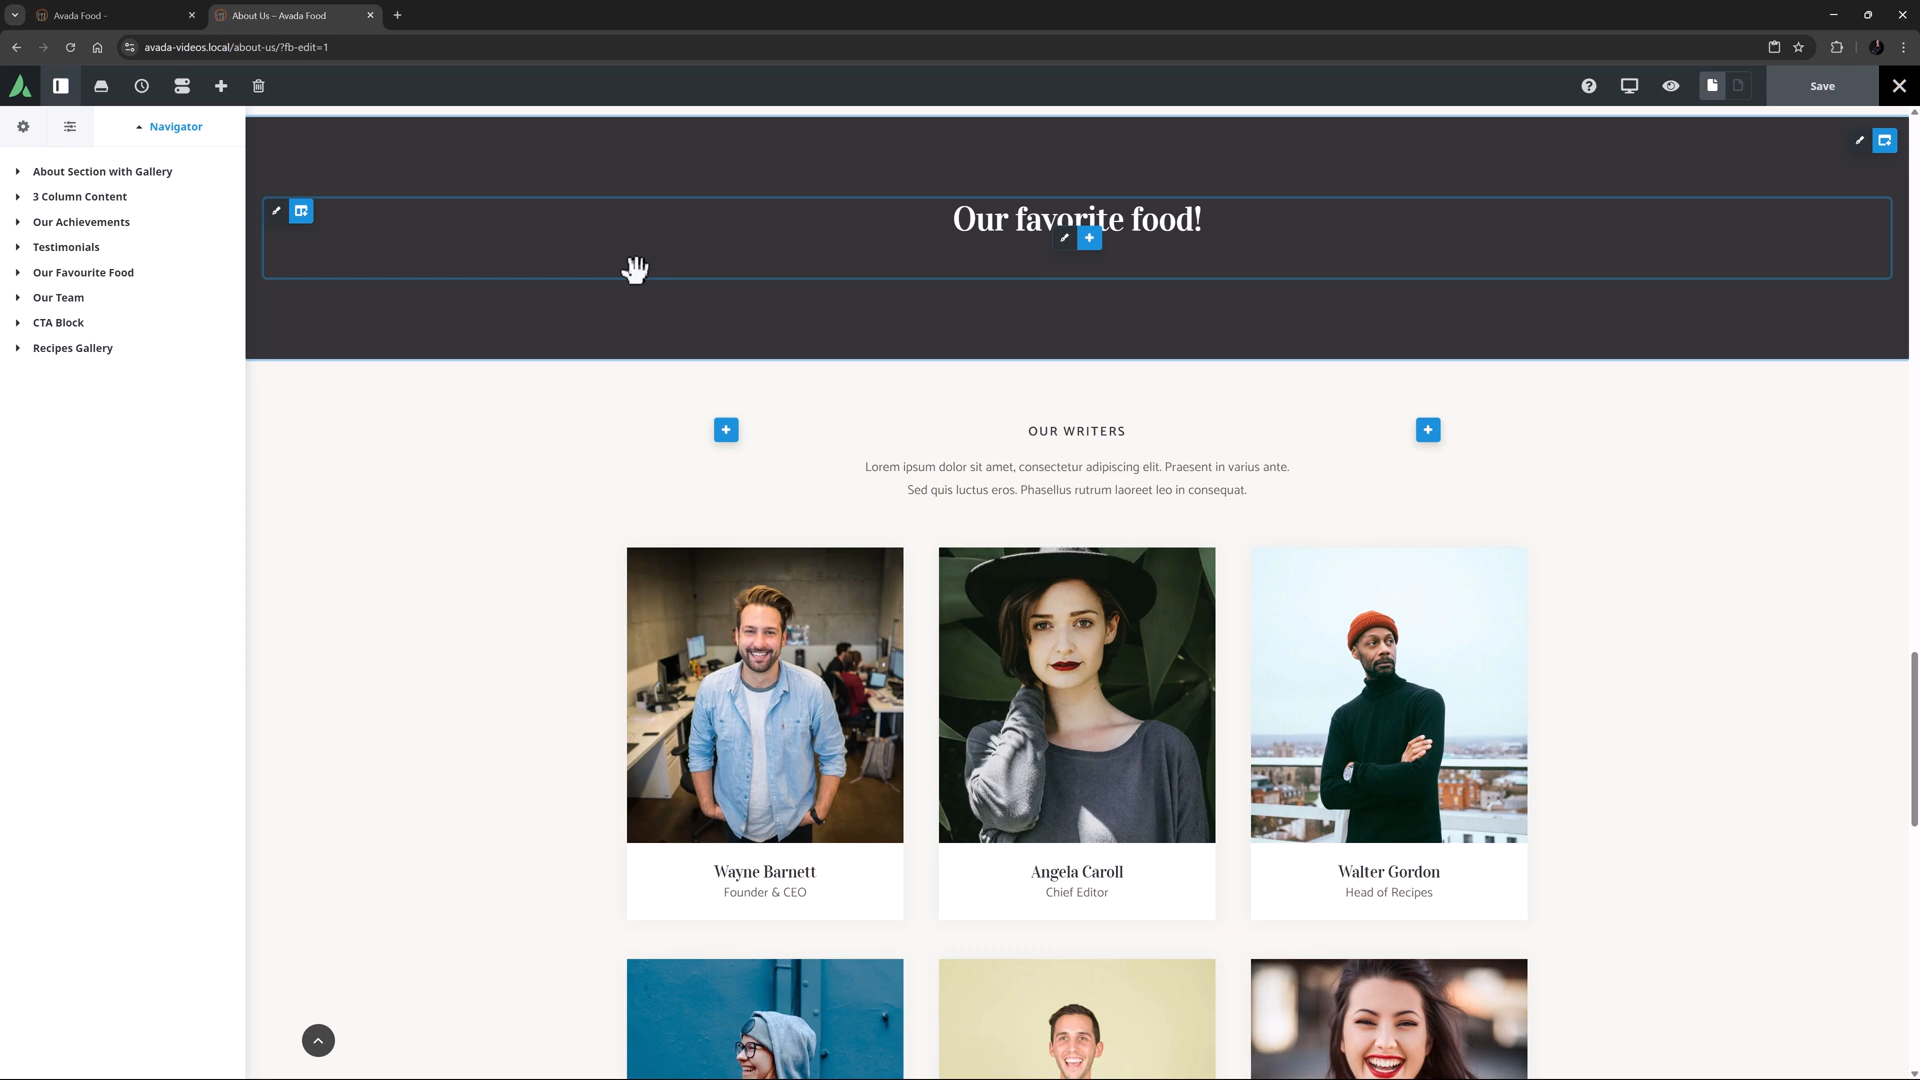 Avada Food -
About Us – Avada Food
avada-videos.local/about-us/?fb-edit=1
Save
Navigator
About Section with Gallery
3 Column Content
Our Achievements
Testimonials
Our Favourite Food
Our Team
CTA Block
Recipes Gallery
Our favorite food!
OUR WRITERS
Lorem ipsum dolor sit amet, consectetur adipiscing elit. Praesent in varius ante.
Sed quis luctus eros. Phasellus rutrum laoreet leo in consequat.
Wayne Barnett
Founder & CEO
Angela Caroll
Chief Editor
Walter Gordon
Head of Recipes